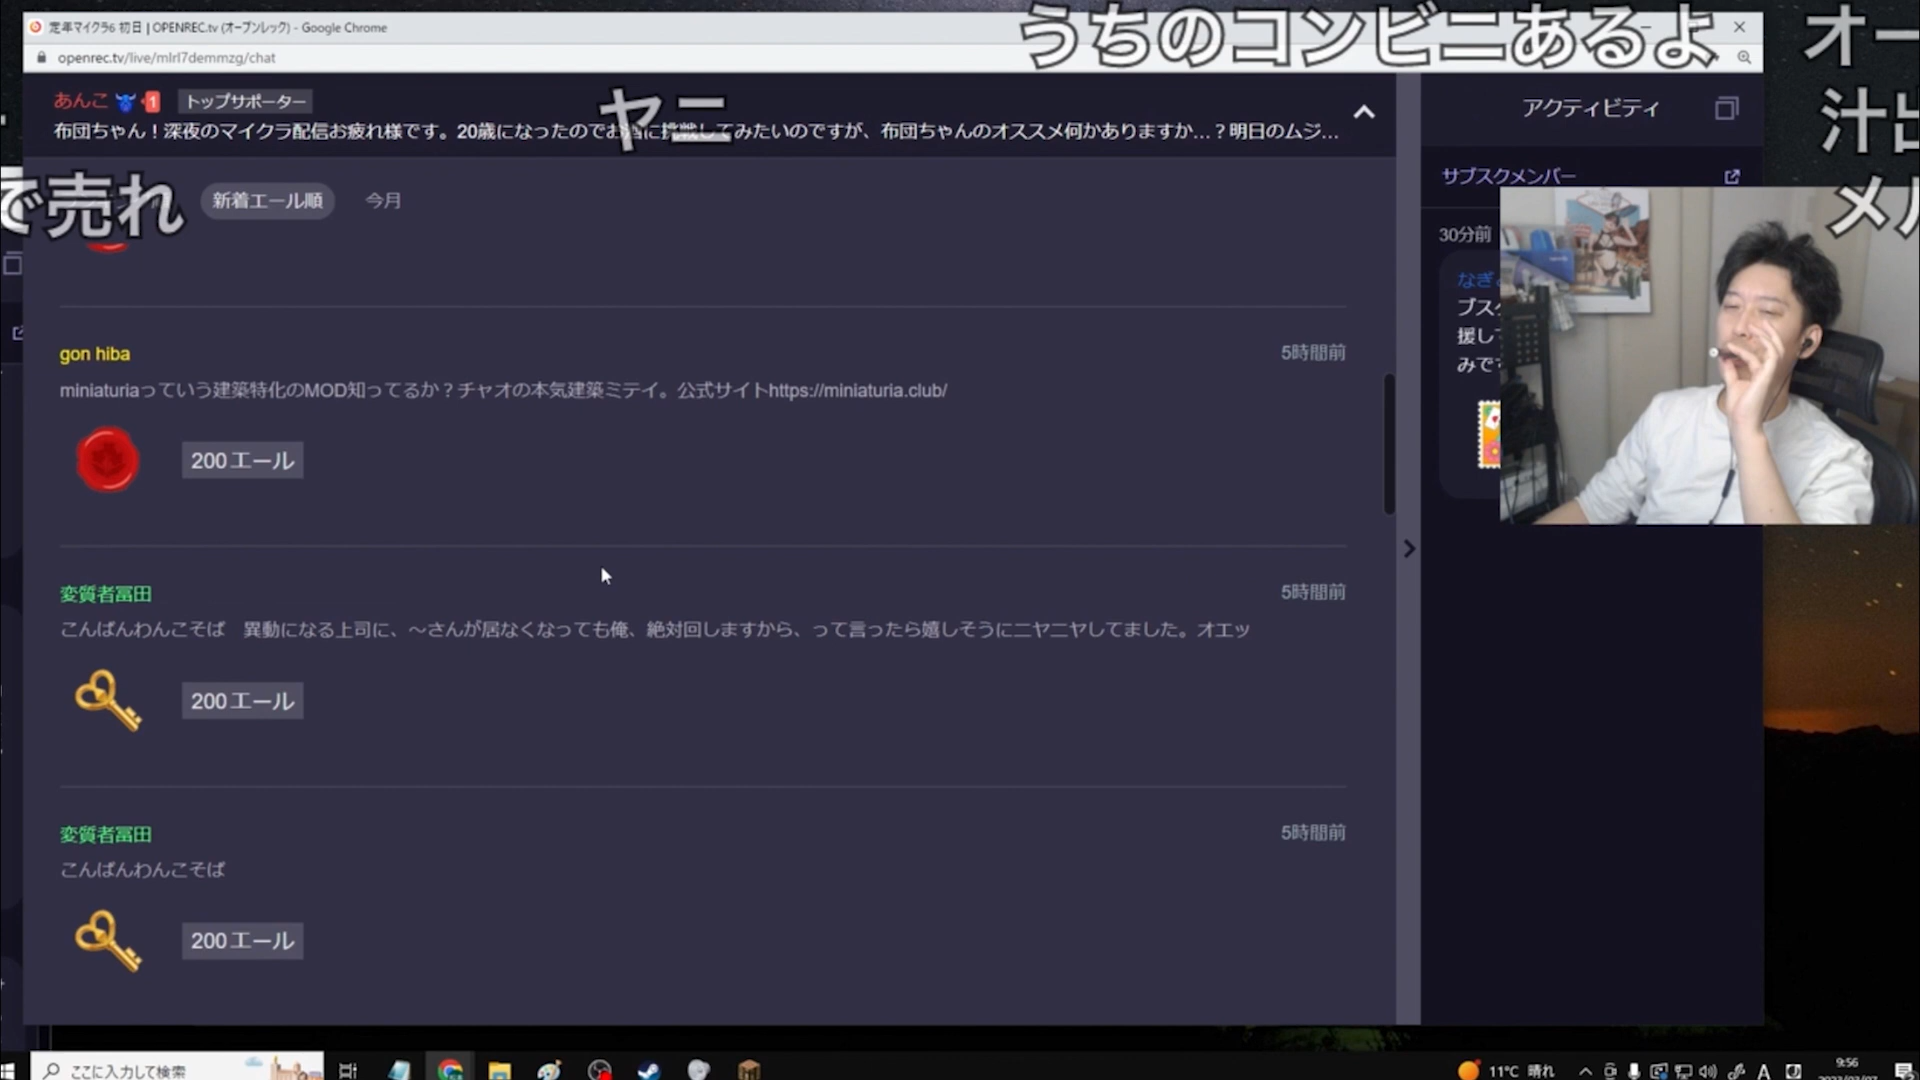 定年マイクラ6 初日 | OPENREC.tv (オープンレック) - Google Chrome
うちのコンビニあるよ
オー
openrec.tv/live/mlrl7demmzg/chat
あんこ 1 トップサポーター
ヤニ
布団ちゃん！深夜のマイクラ配信お疲れ様です。20歳になったのでお酒に挑戦してみたいのですが、布団ちゃんのオススメ何かありますか…？明日のムジ...
アクティビティ
汁出
サブスクメンバー
で売れ
新着エール順
今月
メル
30分前
なぎ
ブス
援し
みで
gon hiba
5時間前
miniaturiaっていう建築特化のMOD知ってるか？チャオの本気建築ミテイ。公式サイトhttps://miniaturia.club/
200エール
変質者冨田
5時間前
こんばんわんこそば　異動になる上司に、～さんが居なくなっても俺、絶対回しますから、って言ったら嬉しそうにニヤニヤしてました。オエッ
200エール
変質者冨田
5時間前
こんばんわんこそば
200エール
ここに入力して検索
11°C 晴れ
A
9:56